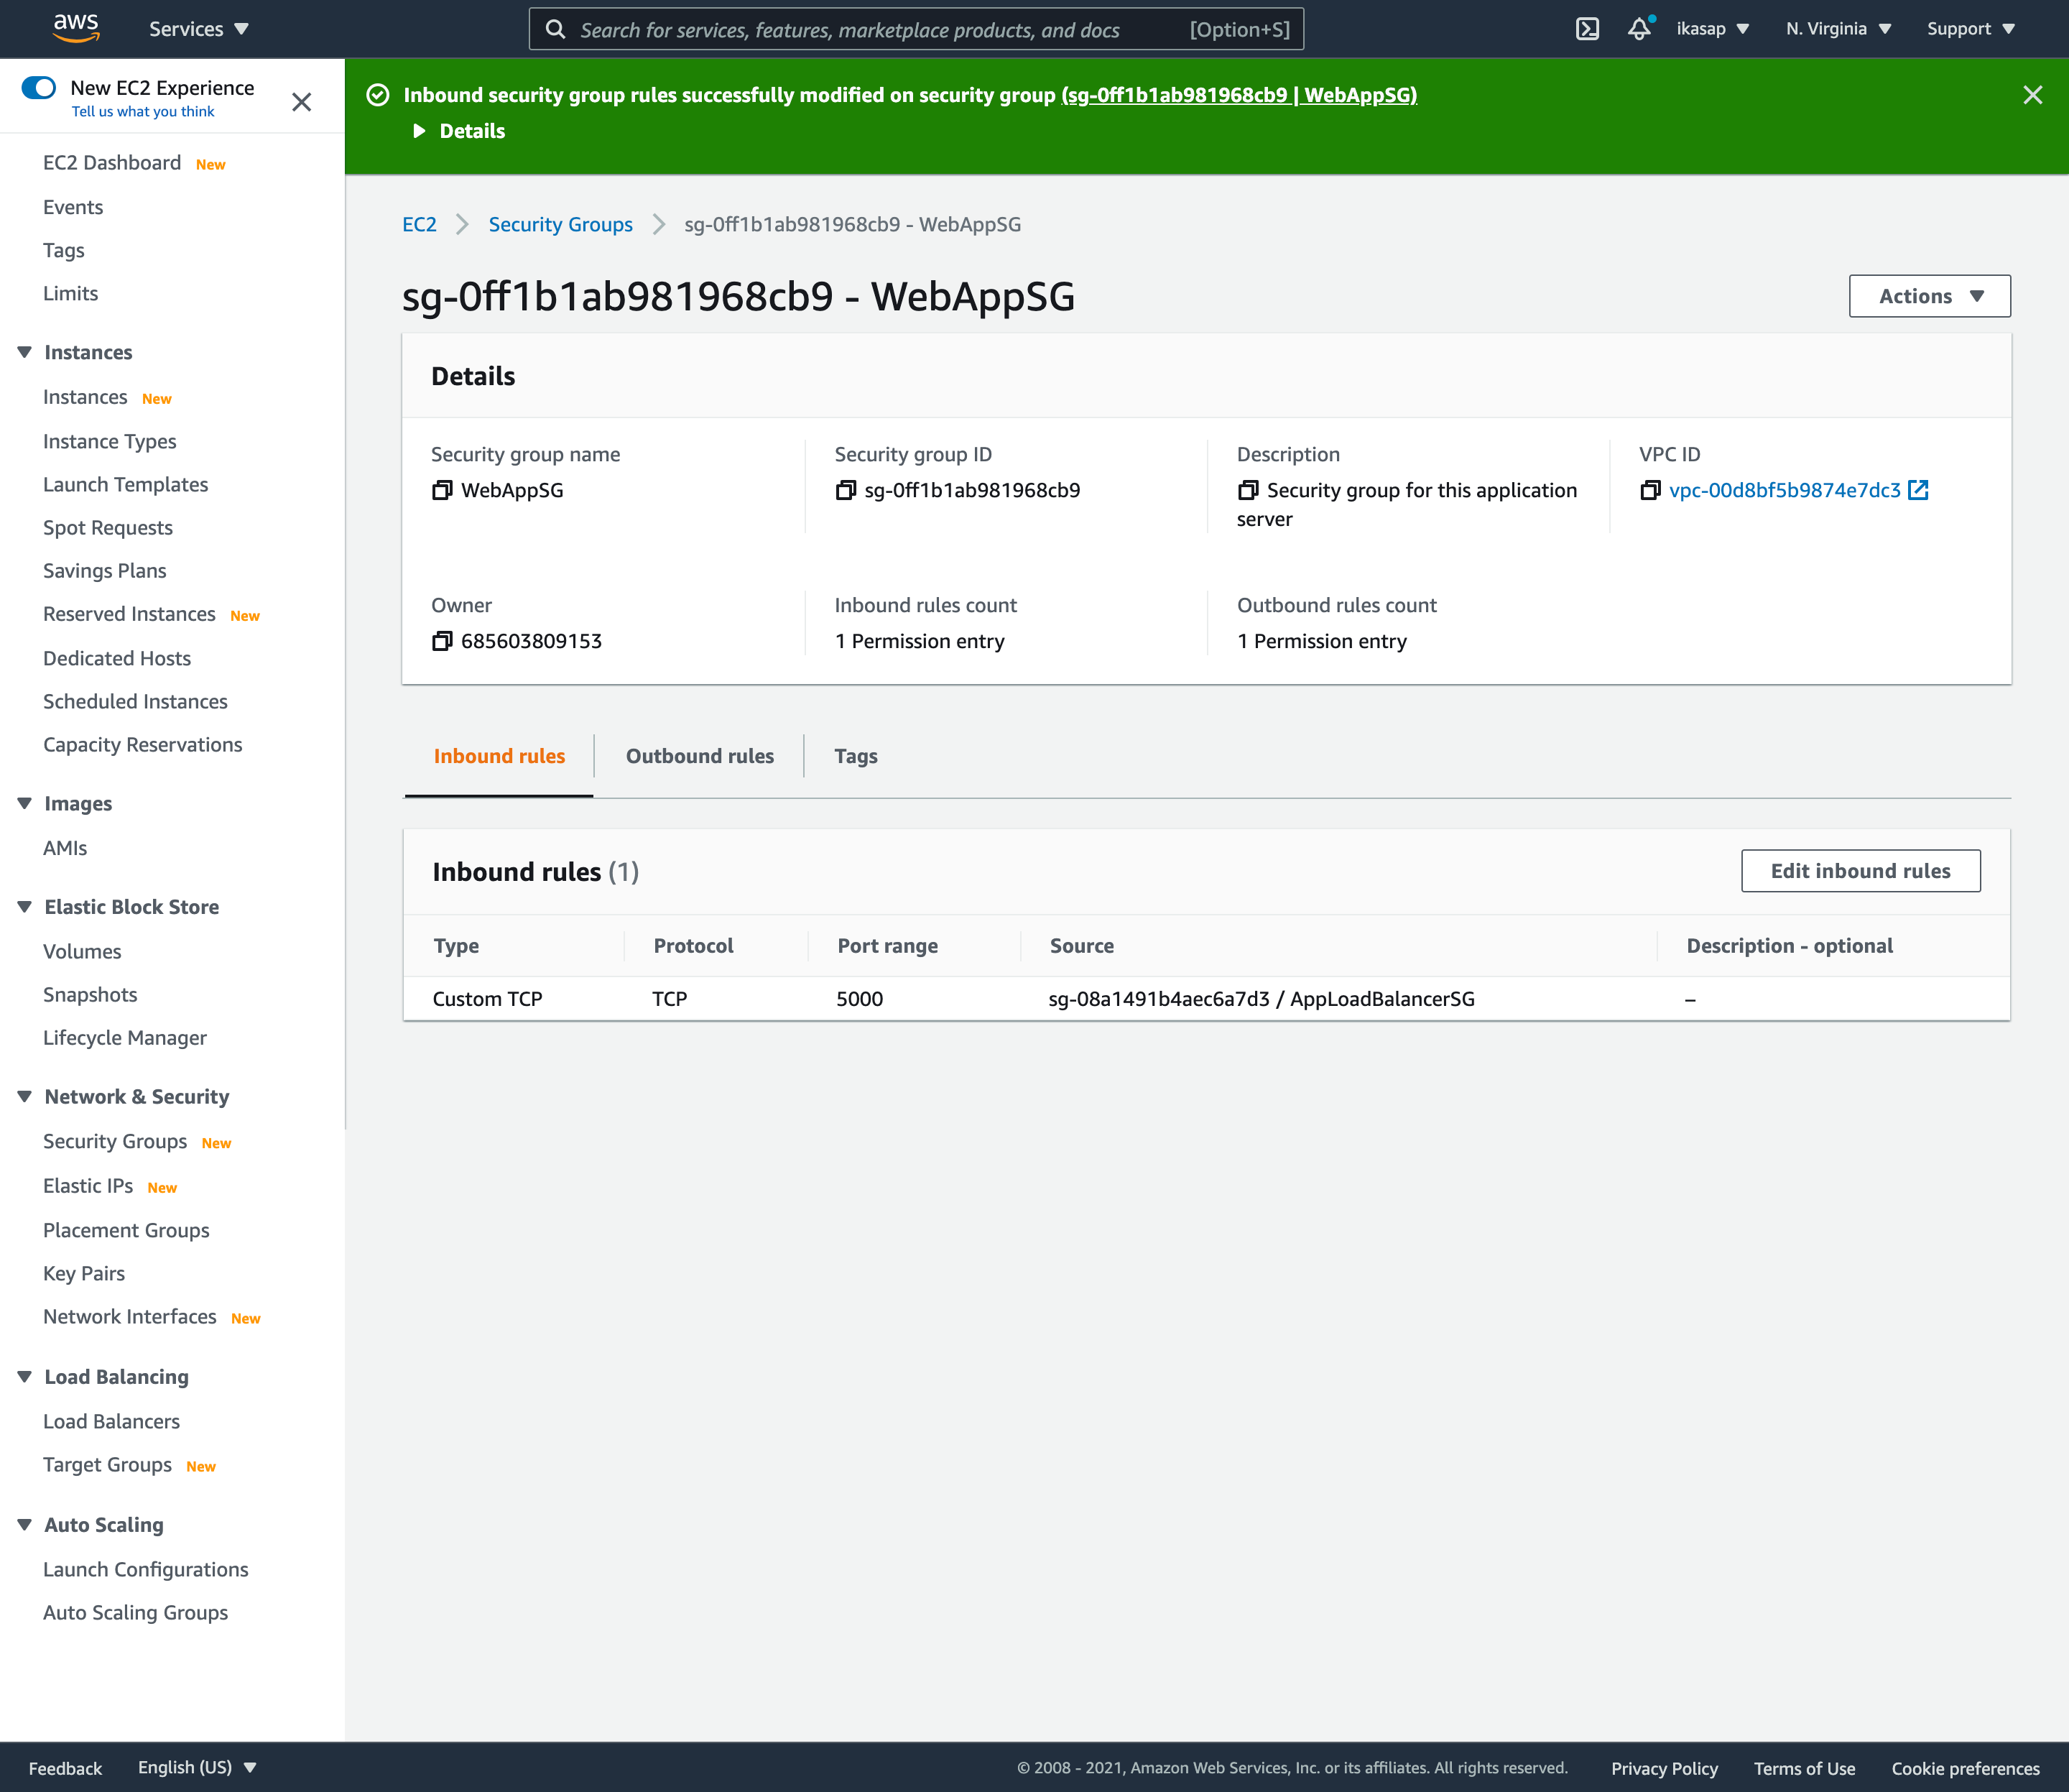 aws
Services
Search for services, features, marketplace products, and docs
[Option+S]
ikasap
N. Virginia
Support
New EC2 Experience
Tell us what you think
EC2 Dashboard New
Events
Tags
Limits
Instances
Instances New
Instance Types
Launch Templates
Spot Requests
Savings Plans
Reserved Instances New
Dedicated Hosts
Scheduled Instances
Capacity Reservations
Images
AMIs
Elastic Block Store
Volumes
Snapshots
Lifecycle Manager
Network & Security
Security Groups New
Elastic IPs New
Placement Groups
Key Pairs
Network Interfaces New
Load Balancing
Load Balancers
Target Groups New
Auto Scaling
Launch Configurations
Auto Scaling Groups
Inbound security group rules successfully modified on security group (sg-0ff1b1ab981968cb9 | WebAppSG)
Details
EC2 Security Groups sg-0ff1b1ab981968cb9 - WebAppSG
sg-0ff1b1ab981968cb9 - WebAppSG
Actions
Details
Security group name
WebAppSG
Security group ID
sg-0ff1b1ab981968cb9
Description
Security group for this application
server
VPC ID
vpc-00d8bf5b9874e7dc3
Owner
685603809153
Inbound rules count
1 Permission entry
Outbound rules count
1 Permission entry
Inbound rules Outbound rules Tags
Inbound rules (1)
Edit inbound rules
Type Protocol Port range Source Description - optional
Custom TCP TCP 5000 sg-08a1491b4aec6a7d3 / AppLoadBalancerSG –
Feedback English (US) © 2008 - 2021, Amazon Web Services, Inc. or its affiliates. All rights reserved. Privacy Policy Terms of Use Cookie preferences